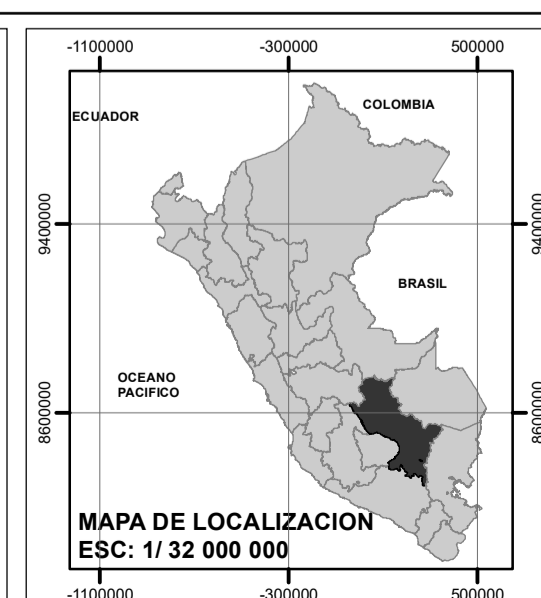 -1100000 -300000 500000
ECUADOR
COLOMBIA
9400000 9400000
BRASIL
OCEANO
PACIFICO
8600000 8600000
MAPA DE LOCALIZACION
ESC: 1/ 32 000 000
-1100000 -300000 500000